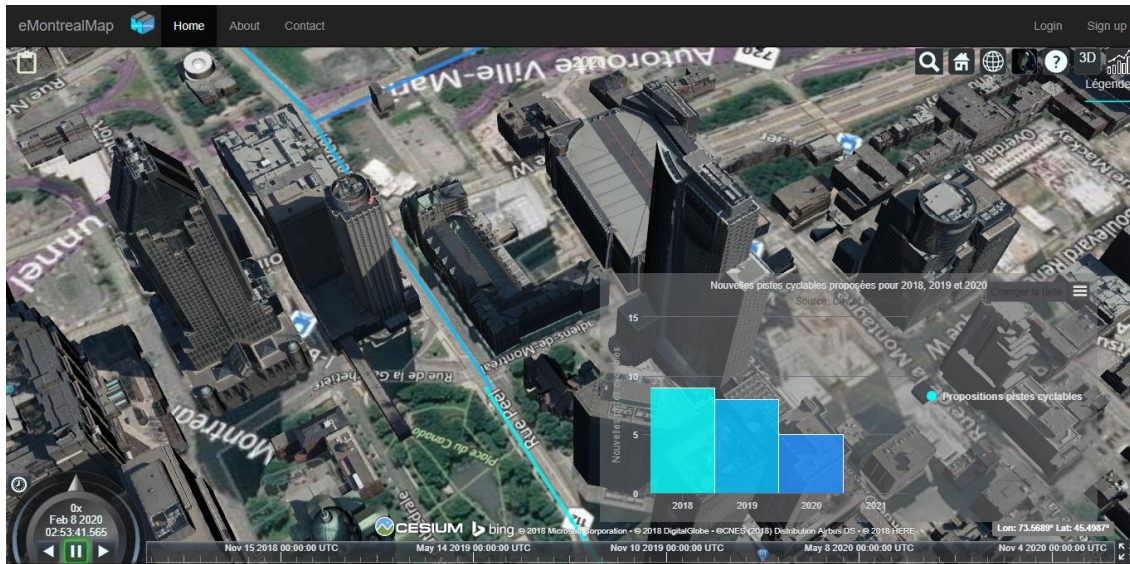 eMontrealMap Home About Contact Login Sign up
3D
Légende
2020
Autoroute Ville-Mari
720
Rue Peel
Rue de la Gauchetière
Place du Canada
Montréal
Nouvelles pistes cyclables proposées pour 2018, 2019 et 2020
Changer la taille
15
10
5
0
2018 2019 2020 2021
Propositions pistes cyclables
0x
Feb 8 2020
02:53:41.565
CESIUM bing © 2018 Microsoft Corporation • © 2018 DigitalGlobe • ©CNES (2018) Distribution Airbus DS • © 2018 HERE
Lon: 73.5689° Lat: 45.4987°
Nov 15 2018 00:00:00 UTC May 14 2019 00:00:00 UTC Nov 10 2019 00:00:00 UTC May 8 2020 00:00:00 UTC Nov 4 2020 00:00:00 UTC